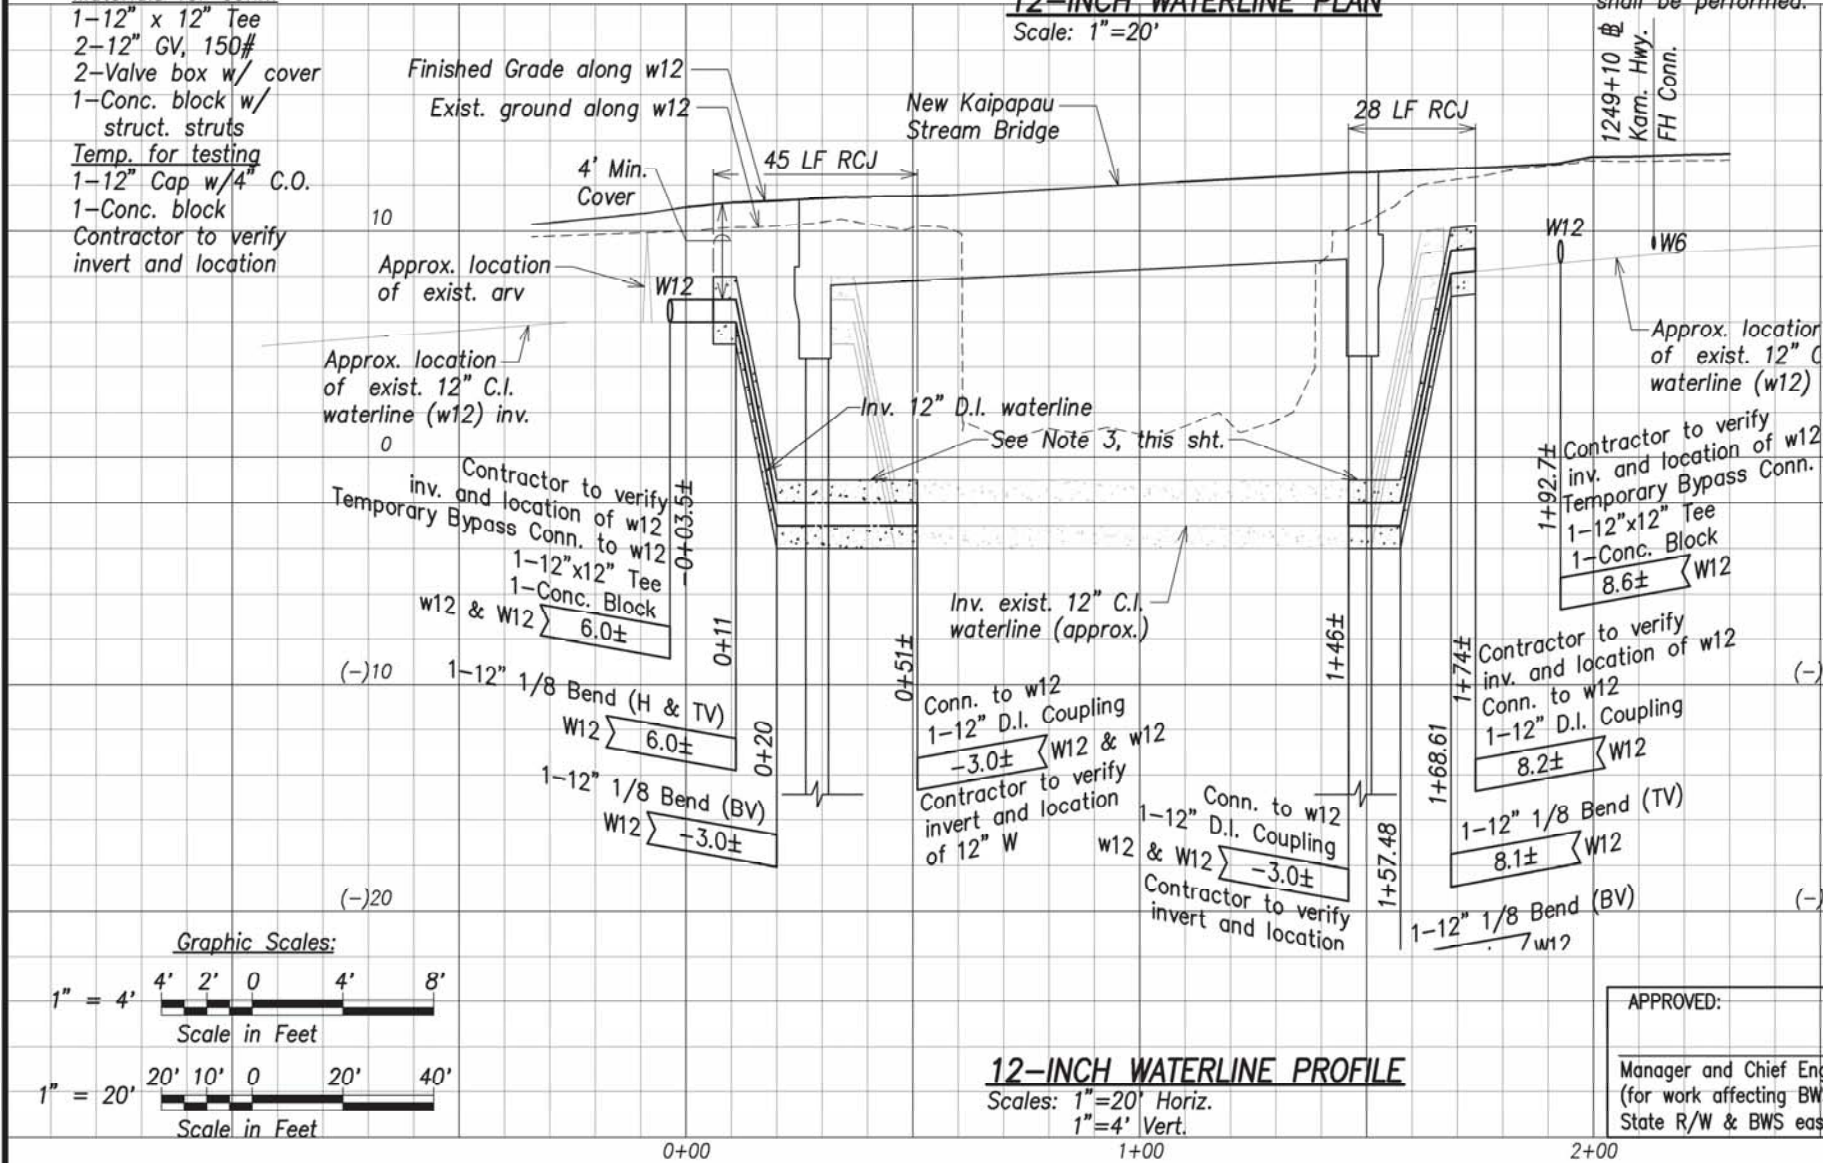 1-12" x 12" Tee
2-12" GV, 150#
2-Valve box w/ cover
1-Conc. block w/
struct. struts
Temp. for testing
1-12" Cap w/4" C.O.
1-Conc. block
Contractor to verify
invert and location
12-INCH WATERLINE PLAN
Scale: 1"=20'
shall be performed.
1249+10 B
Kam. Hwy.
FH Conn.
Finished Grade along w12
Exist. ground along w12
4' Min.
Cover
45 LF RCJ
New Kaipapau
Stream Bridge
28 LF RCJ
10
Approx. location
of exist. arv
W12
W12
W6
Approx. location
of exist. 12" C.I.
waterline (w12) inv.
Approx. location
of exist. 12" C
waterline (w12)
Inv. 12" D.I. waterline
See Note 3, this sht.
0
Contractor to verify
inv. and location of w12
Temporary Bypass Conn. to w12
1-12"x12" Tee
1-Conc. Block
w12 & W12 6.0±
-0+03.5±
1+92.7±
Contractor to verify
inv. and location of w12
Temporary Bypass Conn.
1-12"x12" Tee
1-Conc. Block
8.6± W12
Inv. exist. 12" C.I.
waterline (approx.)
0+11
(-)10
1-12" 1/8 Bend (H & TV)
W12 6.0±
0+20
1-12" 1/8 Bend (BV)
W12 -3.0±
0+51±
Conn. to w12
1-12" D.I. Coupling
-3.0± W12 & w12
Contractor to verify
invert and location
of 12" W
1+46±
Conn. to w12
1-12" D.I. Coupling
w12 & W12 -3.0±
Contractor to verify
invert and location
1+57.48
1+68.61
1+74±
Contractor to verify
inv. and location of w12
Conn. to w12
1-12" D.I. Coupling
8.2± W12
1-12" 1/8 Bend (TV)
8.1± W12
1-12" 1/8 Bend (BV)
W12
(-)
(-)20
(-)
Graphic Scales:
1" = 4'
4' 2' 0 4' 8'
Scale in Feet
1" = 20'
20' 10' 0 20' 40'
Scale in Feet
12-INCH WATERLINE PROFILE
Scales: 1"=20' Horiz.
1"=4' Vert.
APPROVED:
Manager and Chief Eng
(for work affecting BW
State R/W & BWS eas
0+00
1+00
2+00